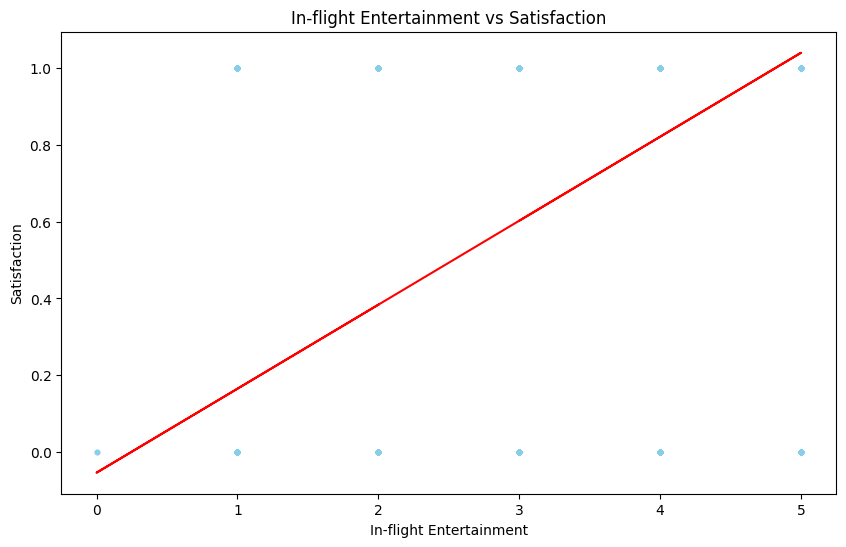 In-flight Entertainment vs Satisfaction
1.0
0.8
0.6
0.4
0.2
0.0
Satisfaction
0 1 2 3 4 5
In-flight Entertainment